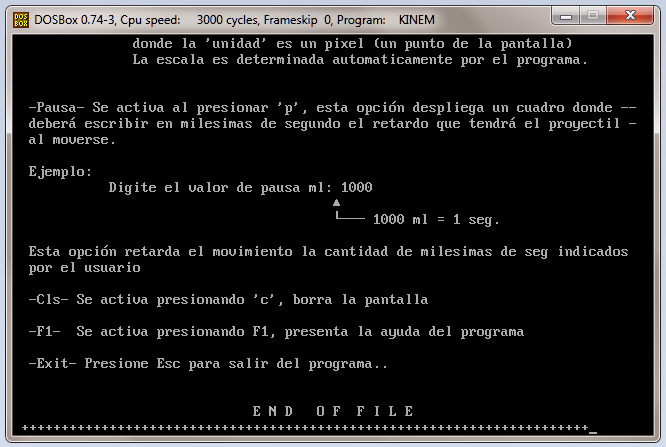 DOSBox 0.74-3, Cpu speed: 3000 cycles, Frameskip 0, Program: KINEM
donde la 'unidad' es un pixel (un punto de la pantalla)
La escala es determinada automaticamente por el programa.
-Pausa- Se activa al presionar 'p', esta opción despliega un cuadro donde --
deberá escribir en milesimas de segundo el retardo que tendrá el proyectil -
al moverse.
Ejemplo:
Digite el valor de pausa ml: 1000
1000 ml = 1 seg.
Esta opción retarda el movimiento la cantidad de milesimas de seg indicados
por el usuario
-Cls- Se activa presionando 'c', borra la pantalla
-F1- Se activa presionando F1, presenta la ayuda del programa
-Exit- Presione Esc para salir del programa..
E N D   O F   F I L E
+++++++++++++++++++++++++++++++++++++++++++++++++++++++++++++++++++++++_